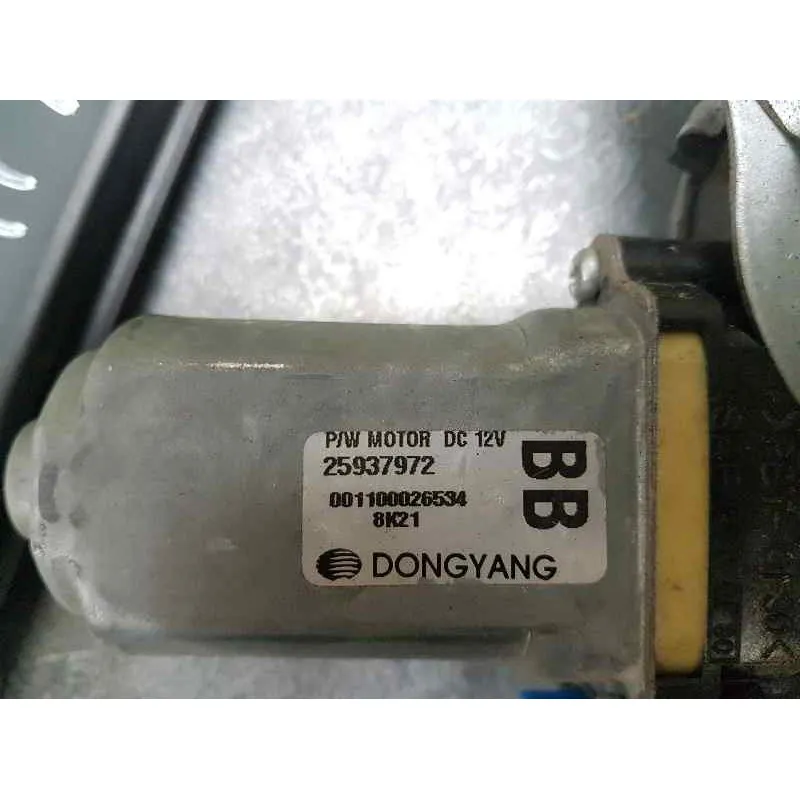 P/W MOTOR DC 12V
25937972
001100026534
8K21
BB
DONGYANG